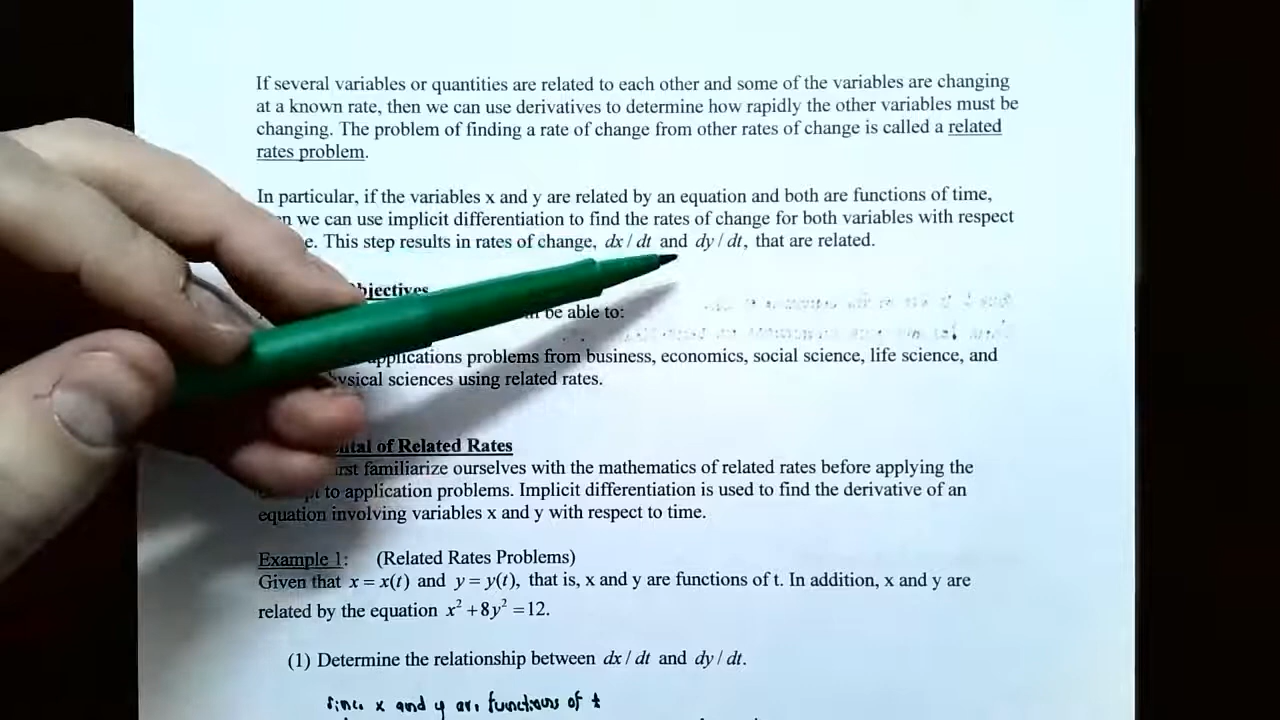 If several variables or quantities are related to each other and some of the variables are changing
at a known rate, then we can use derivatives to determine how rapidly the other variables must be
changing. The problem of finding a rate of change from other rates of change is called a related
rates problem.
In particular, if the variables x and y are related by an equation and both are functions of time,
we can use implicit differentiation to find the rates of change for both variables with respect
This step results in rates of change, dx / dt and dy / dt, that are related.
be able to:
applications problems from business, economics, social science, life science, and
sciences using related rates.
of Related Rates
familiarize ourselves with the mathematics of related rates before applying the
to application problems. Implicit differentiation is used to find the derivative of an
equation involving variables x and y with respect to time.
Example 1: (Related Rates Problems)
Given that x = x(t) and y = y(t), that is, x and y are functions of t. In addition, x and y are
related by the equation x² + 8y² = 12.
(1) Determine the relationship between dx / dt and dy / dt.
since x and y are functions of t